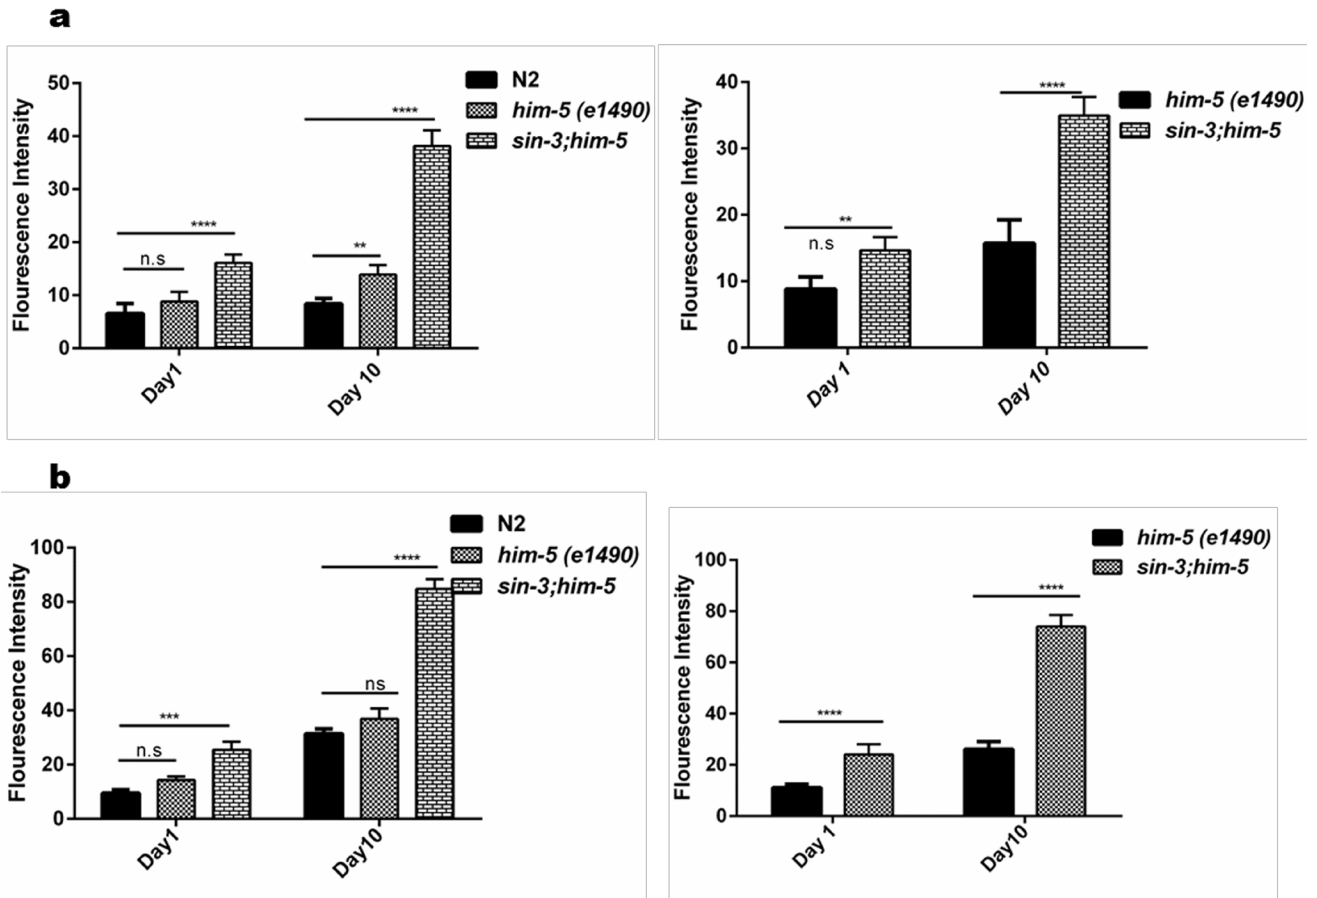 a
Flourescence Intensity
50
40
30
20
10
0
n.s
****
**
****
Day1
Day 10
N2
him-5 (e1490)
sin-3;him-5
Flourescence Intensity
40
30
20
10
0
**
n.s
****
Day 1
Day 10
him-5 (e1490)
sin-3;him-5
b
Flourescence Intensity
100
80
60
40
20
0
***
n.s
****
ns
Day1
Day10
N2
him-5 (e1490)
sin-3;him-5
Flourescence Intensity
100
80
60
40
20
0
****
****
Day 1
Day10
him-5 (e1490)
sin-3;him-5